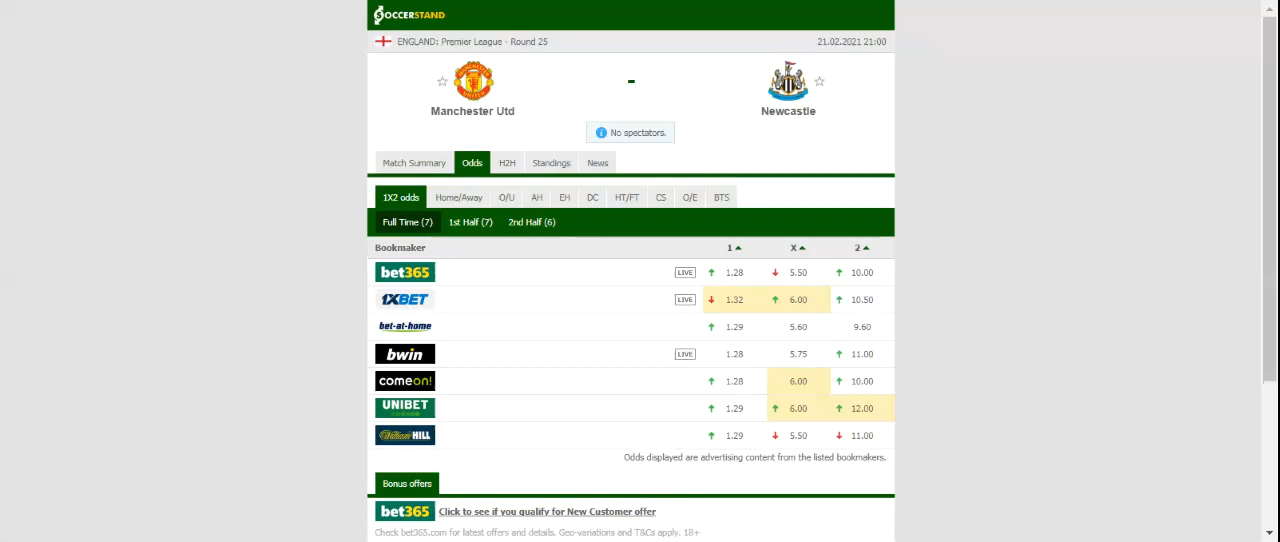 SOCCERSTAND
ENGLAND: Premier League - Round 25 21.02.2021 21:00
-
Manchester Utd Newcastle
No spectators.
Match Summary Odds H2H Standings News
1X2 odds Home/Away O/U AH EH DC HT/FT CS O/E BTS
Full Time (7) 1st Half (7) 2nd Half (6)
Bookmaker 1 X 2
bet365 LIVE 1.28 5.50 10.00
1XBET LIVE 1.32 6.00 10.50
bet-at-home 1.29 5.60 9.60
bwin LIVE 1.28 5.75 11.00
comeon! 1.28 6.00 10.00
UNIBET 1.29 6.00 12.00
William HILL 1.29 5.50 11.00
Odds displayed are advertising content from the listed bookmakers.
Bonus offers
bet365 Click to see if you qualify for New Customer offer
Check bet365.com for latest offers and details. Geo-variations and T&Cs apply. 18+